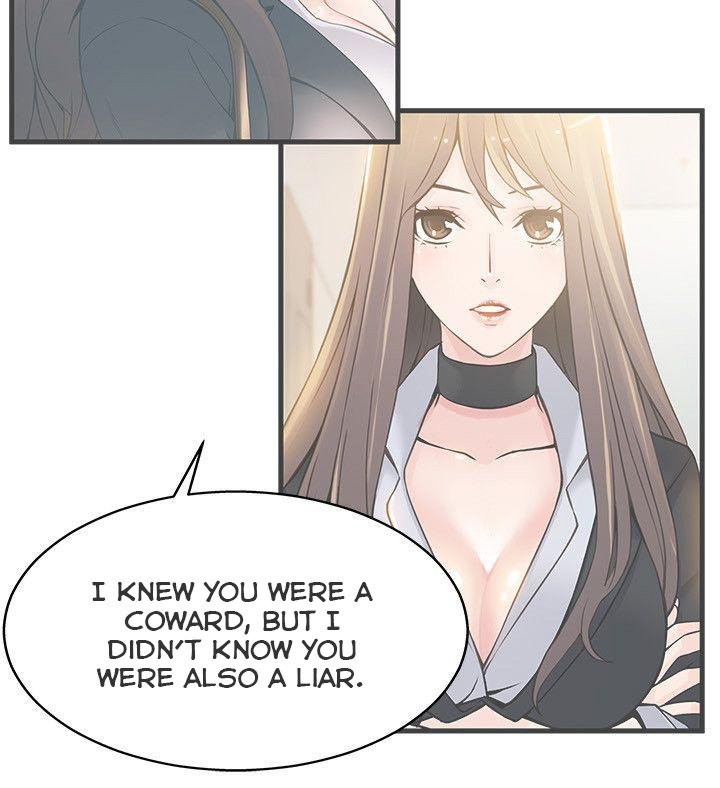 I KNEW YOU WERE A
COWARD, BUT I
DIDN'T KNOW YOU
WERE ALSO A LIAR.